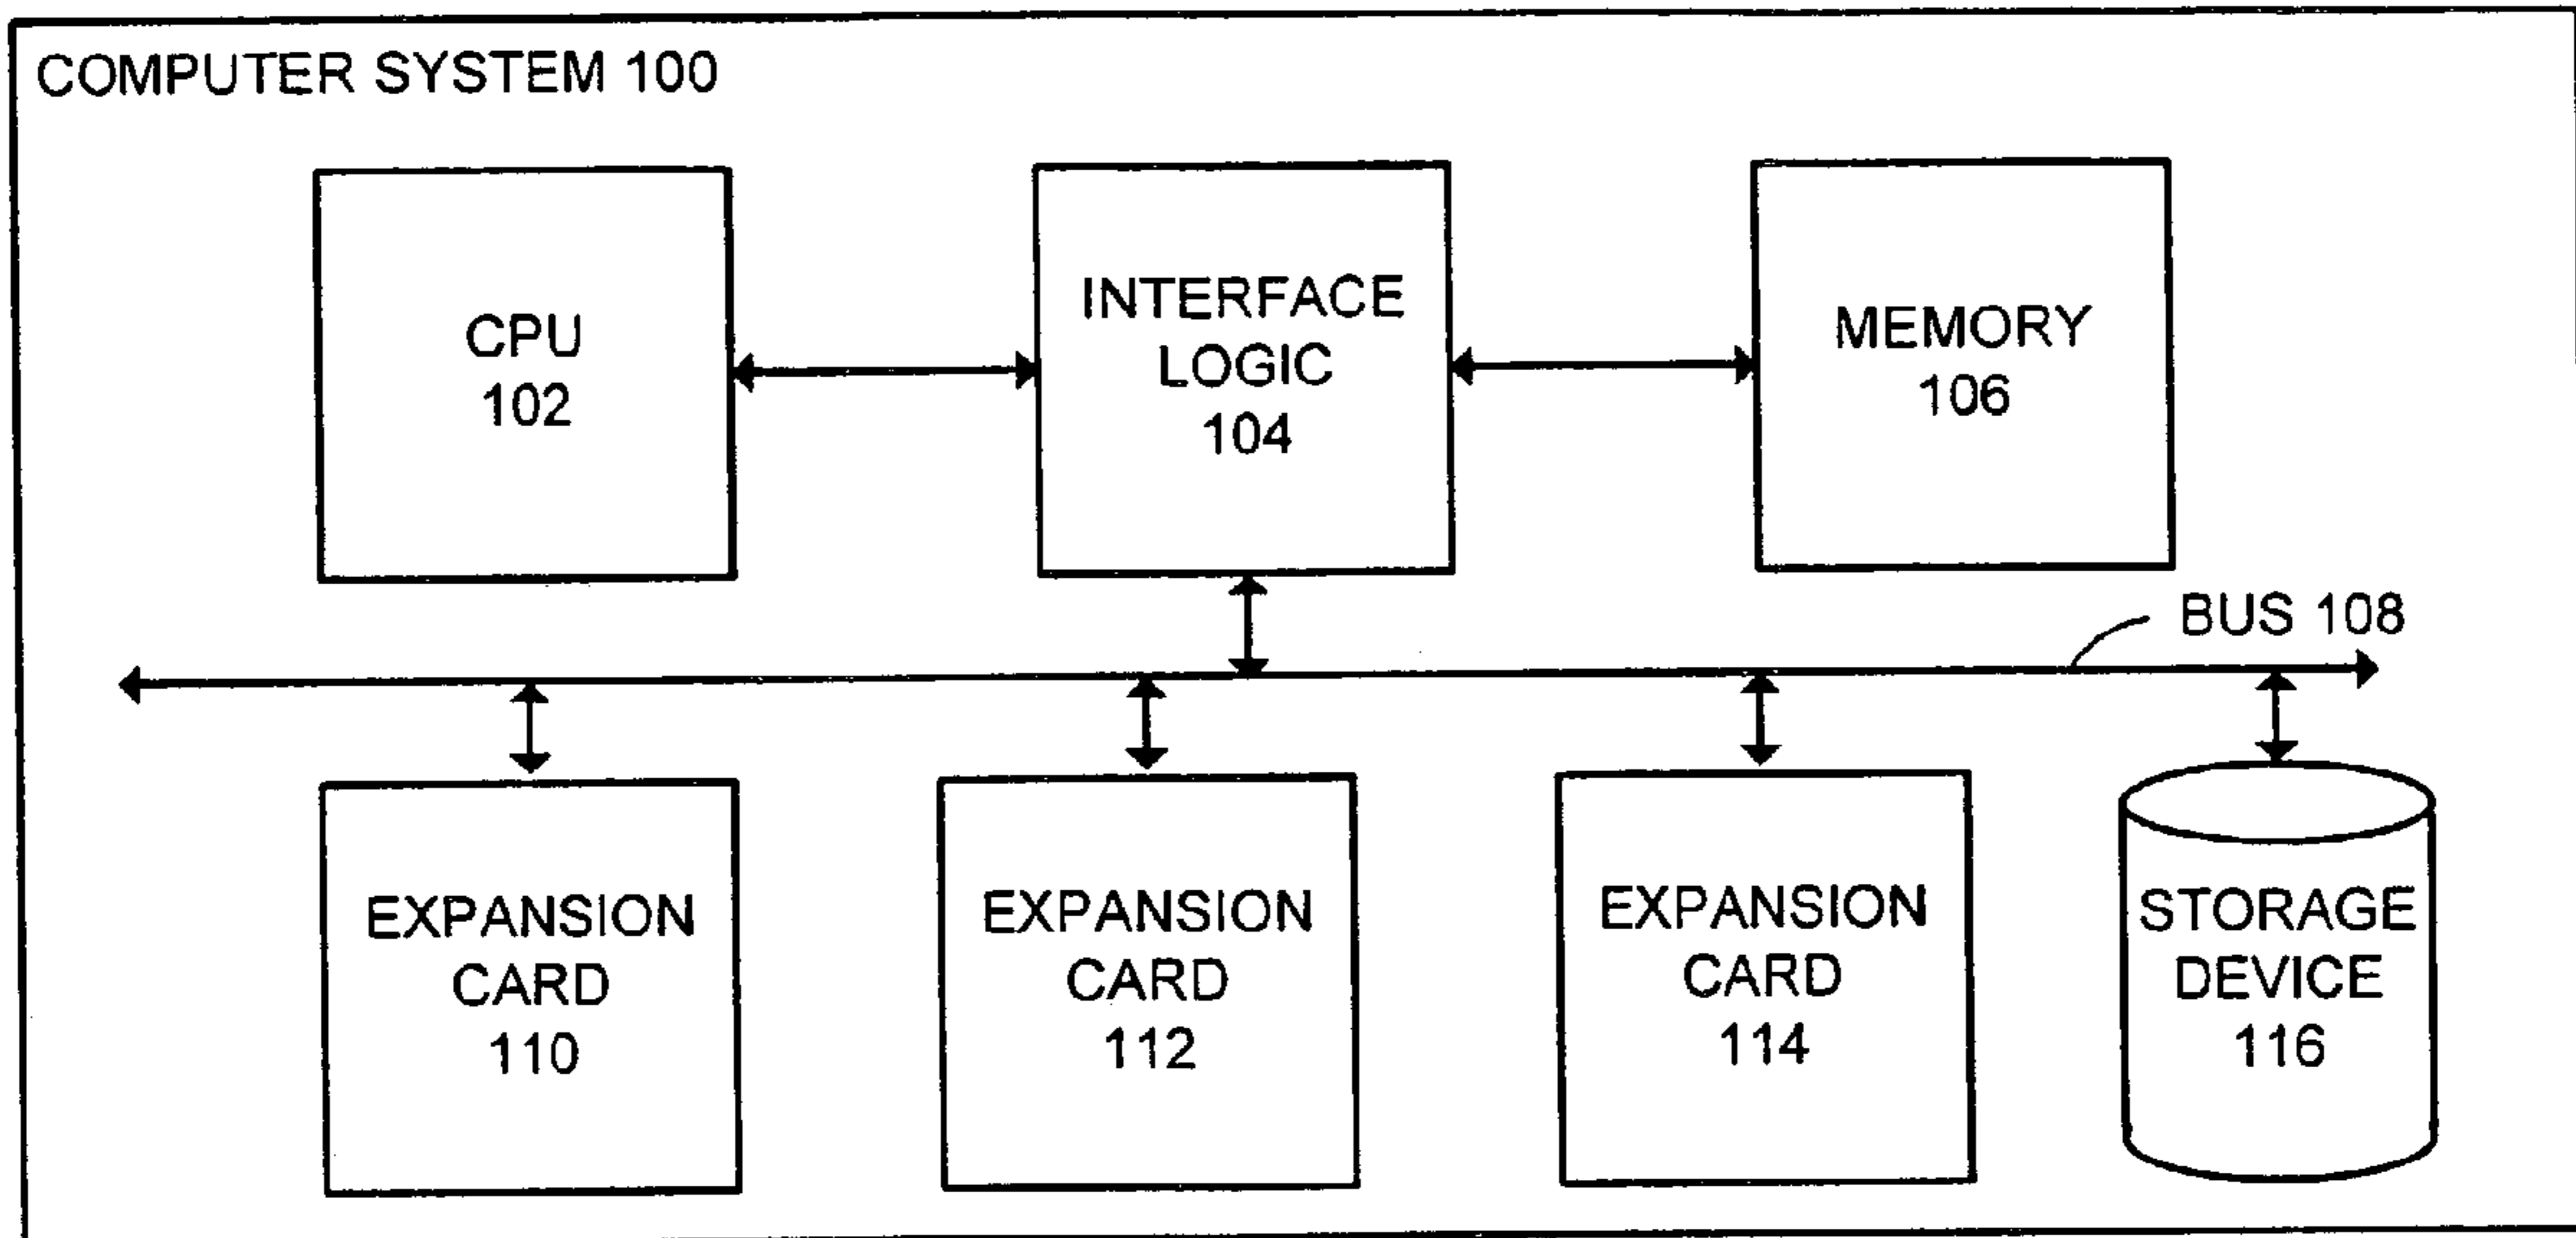 COMPUTER SYSTEM 100
CPU
102
INTERFACE
LOGIC
104
MEMORY
106
BUS 108
EXPANSION
CARD
110
EXPANSION
CARD
112
EXPANSION
CARD
114
STORAGE
DEVICE
116